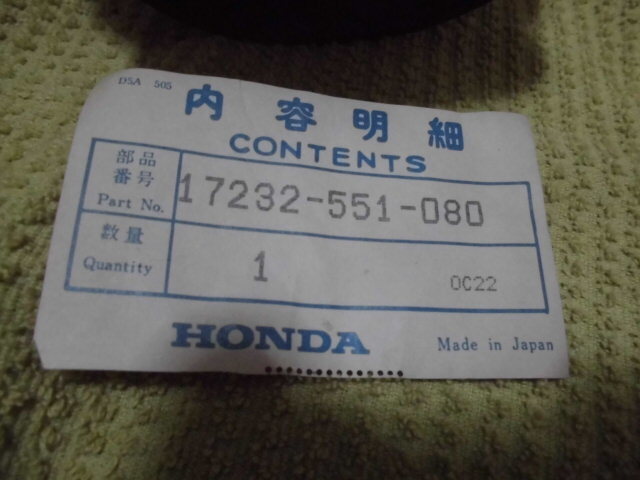 D5A 505
内容明細
CONTENTS
部品
番号
Part No.
17232-551-080
数量
Quantity
1
0C22
HONDA
Made in Japan